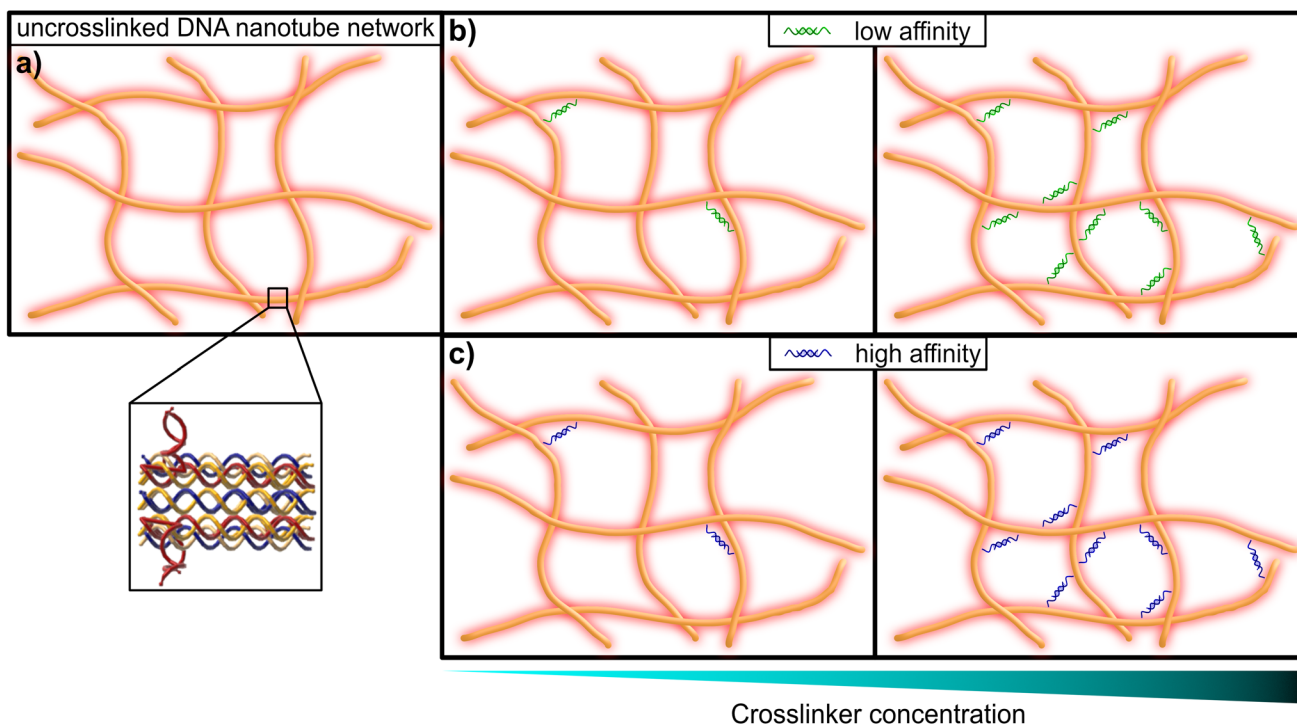 uncrosslinked DNA nanotube network
a)
b)
low affinity
c)
high affinity
Crosslinker concentration